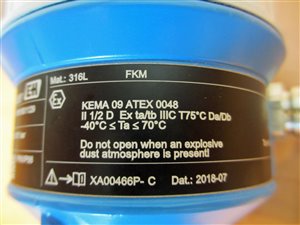 Mat.: 316L FKM
Ex
KEMA 09 ATEX 0048
II 1/2 D Ex ta/tb IIIC T75°C Da/Db
-40°C ≤ Ta ≤ 70°C
Do not open when an explosive
dust atmosphere is present!
XA00466P- C Dat.: 2018-07